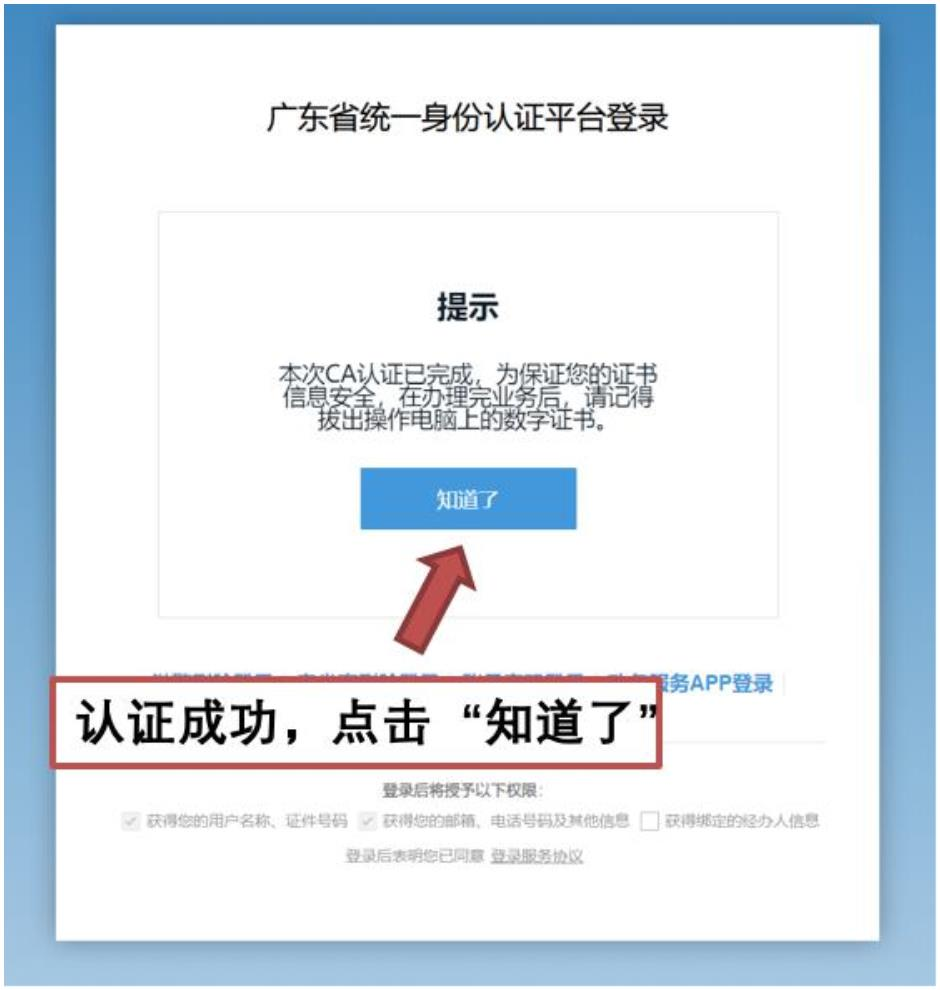 广东省统一身份认证平台登录
提示
本次CA认证已完成，为保证您的证书
信息安全，在办理完业务后，请记得
拔出操作电脑上的数字证书。
知道了
服务APP登录
认证成功，点击“知道了”
登录后将授予以下权限：
获得您的用户名称、证件号码 获得您的邮箱、电话号码及其他信息 获得绑定的经办人信息
登录后表明您已同意 登录服务协议